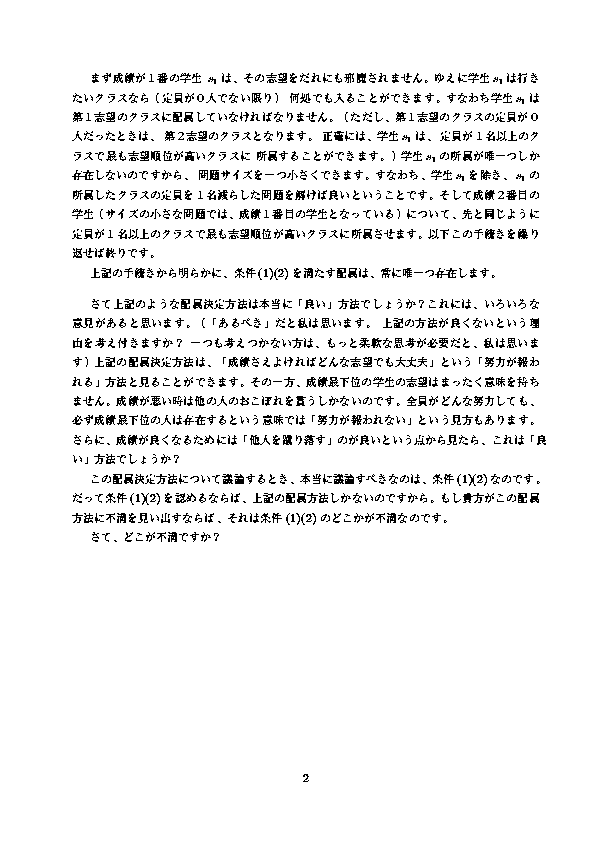 まず成績が１番の学生 s₁ は、その志望をだれにも邪魔されません。ゆえに学生 s₁ は行き
たいクラスなら（定員が０人でない限り） 何処でも入ることができます。すなわち学生 s₁ は
第１志望のクラスに配属していなければなりません。（ただし、第１志望のクラスの定員が０
人だったときは、 第２志望のクラスとなります。 正確には、学生 s₁ は、 定員が１名以上のク
ラスで最も志望順位が高いクラスに 所属することができます。）学生 s₁ の所属が唯一つしか
存在しないのですから、 問題サイズを一つ小さくできます。すなわち、学生 s₁ を除き、s₁ の
所属したクラスの定員を１名減らした問題を解けば良いということです。そして成績２番目の
学生（サイズの小さな問題では、成績１番目の学生となっている）について、先と同じように
定員が１名以上のクラスで最も志望順位が高いクラスに所属させます。以下この手続きを繰り
返せば終りです。
上記の手続きから明らかに、条件 (1)(2) を満たす配属は、常に唯一つ存在します。
さて上記のような配属決定方法は本当に「良い」方法でしょうか？これには、いろいろな
意見があると思います。（「あるべき」だと私は思います。 上記の方法が良くないという理
由を考え付きますか？ 一つも考えつかない方は、もっと柔軟な思考が必要だと、私は思いま
す）上記の配属決定方法は、「成績さえよければどんな志望でも大丈夫」という「努力が報わ
れる」方法と見ることができます。その一方、成績最下位の学生の志望はまったく意味を持ち
ません。成績が悪い時は他の人のおこぼれを貰うしかないのです。全員がどんな努力しても、
必ず成績最下位の人は存在するという意味では「努力が報われない」という見方もあります。
さらに、成績が良くなるためには「他人を蹴り落す」のが良いという点から見たら、これは「良
い」方法でしょうか？
この配属決定方法について議論するとき、本当に議論すべきなのは、条件 (1)(2) なのです。
だって条件 (1)(2) を認めるならば、上記の配属方法しかないのですから。もし貴方がこの配属
方法に不満を見い出すならば、それは条件 (1)(2) のどこかが不満なのです。
さて、どこが不満ですか？
2